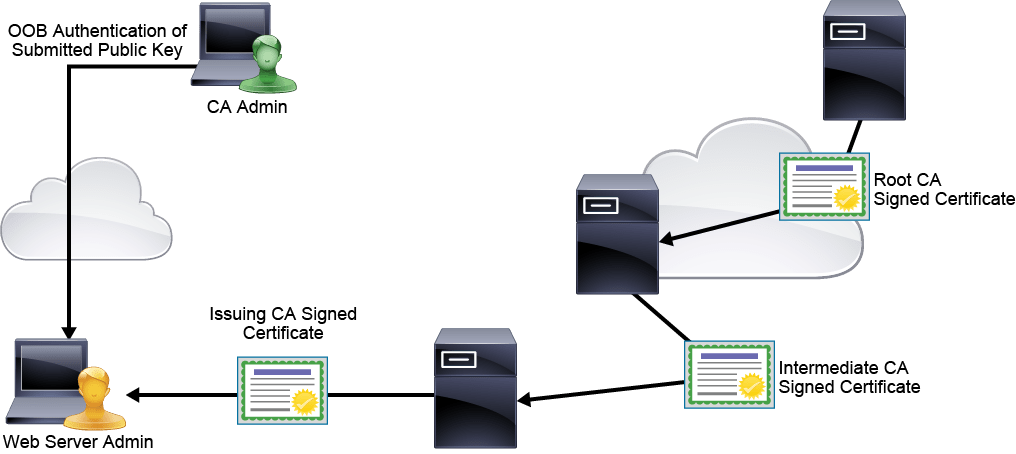 OOB Authentication of
Submitted Public Key
CA Admin
Root CA
Signed Certificate
Issuing CA Signed
Certificate
Intermediate CA
Signed Certificate
Web Server Admin